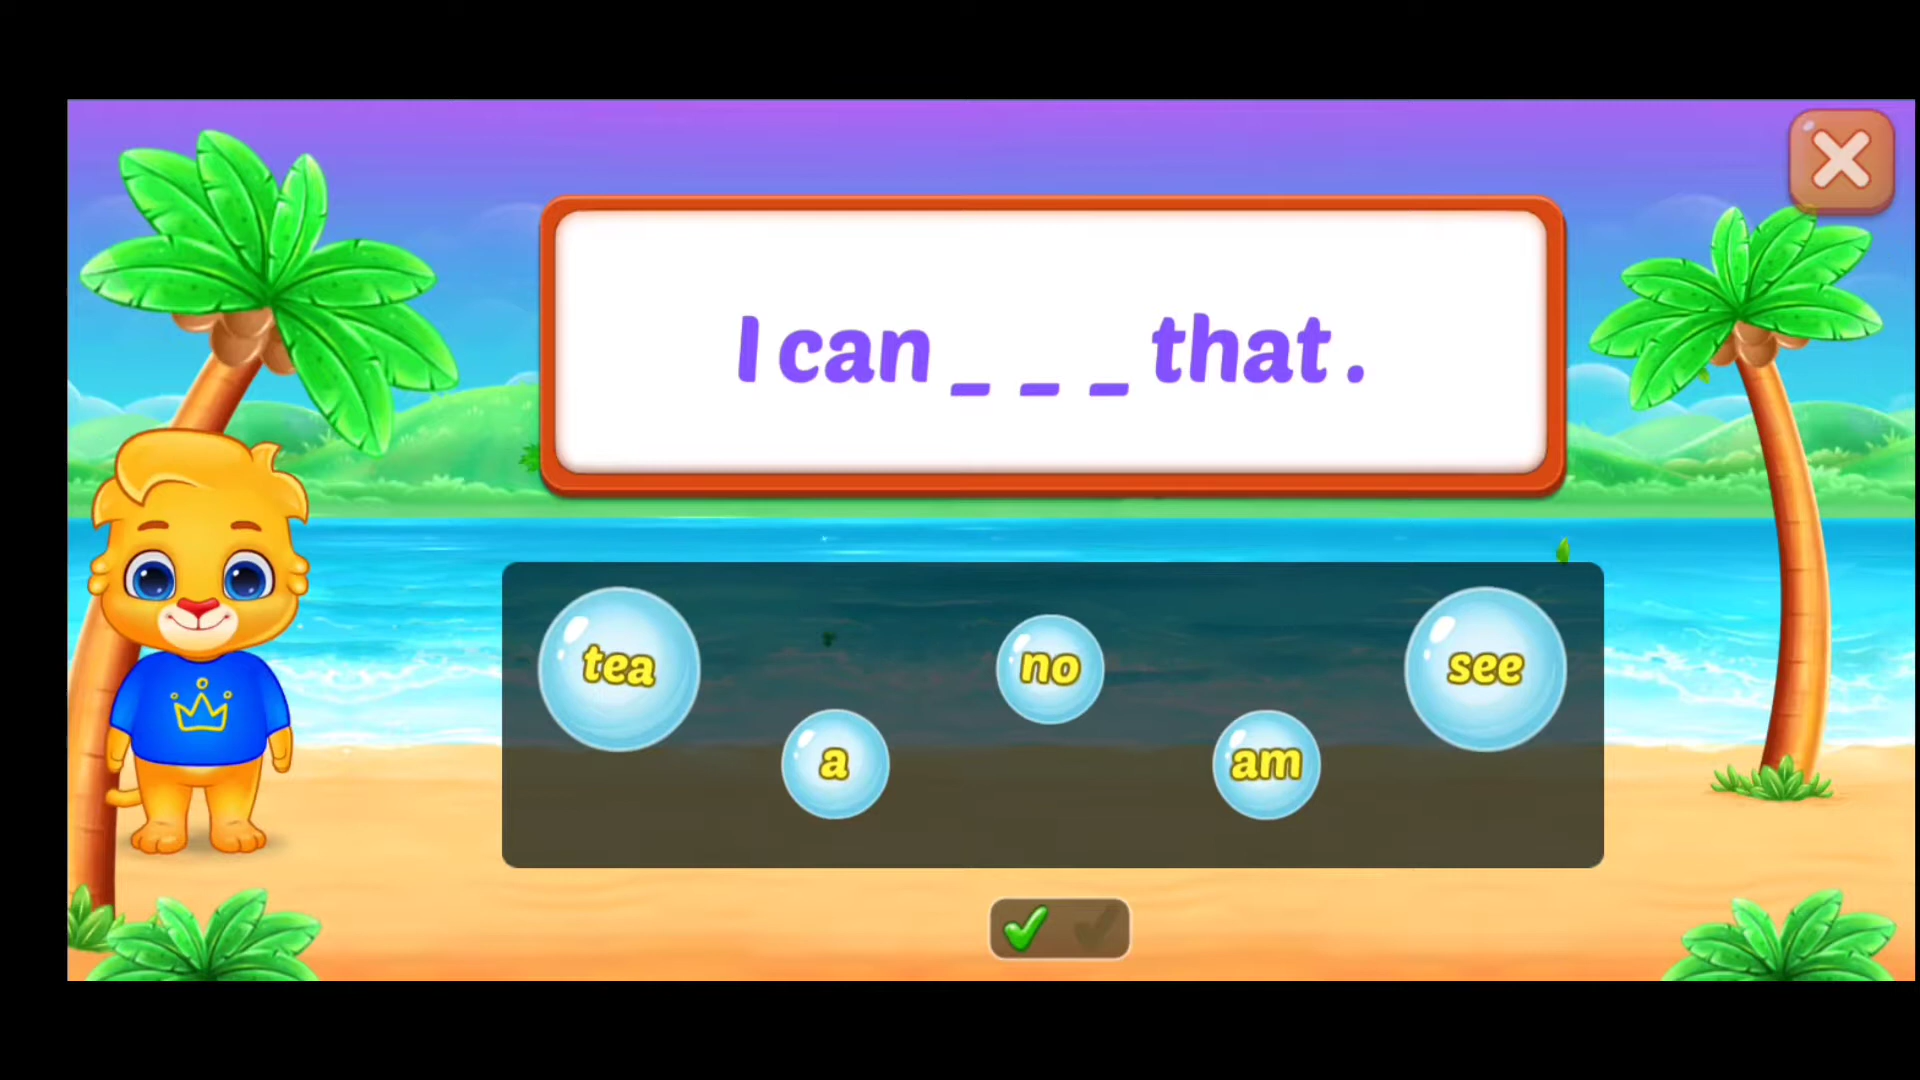 I can _ _ _ that .
tea
no
see
a
am